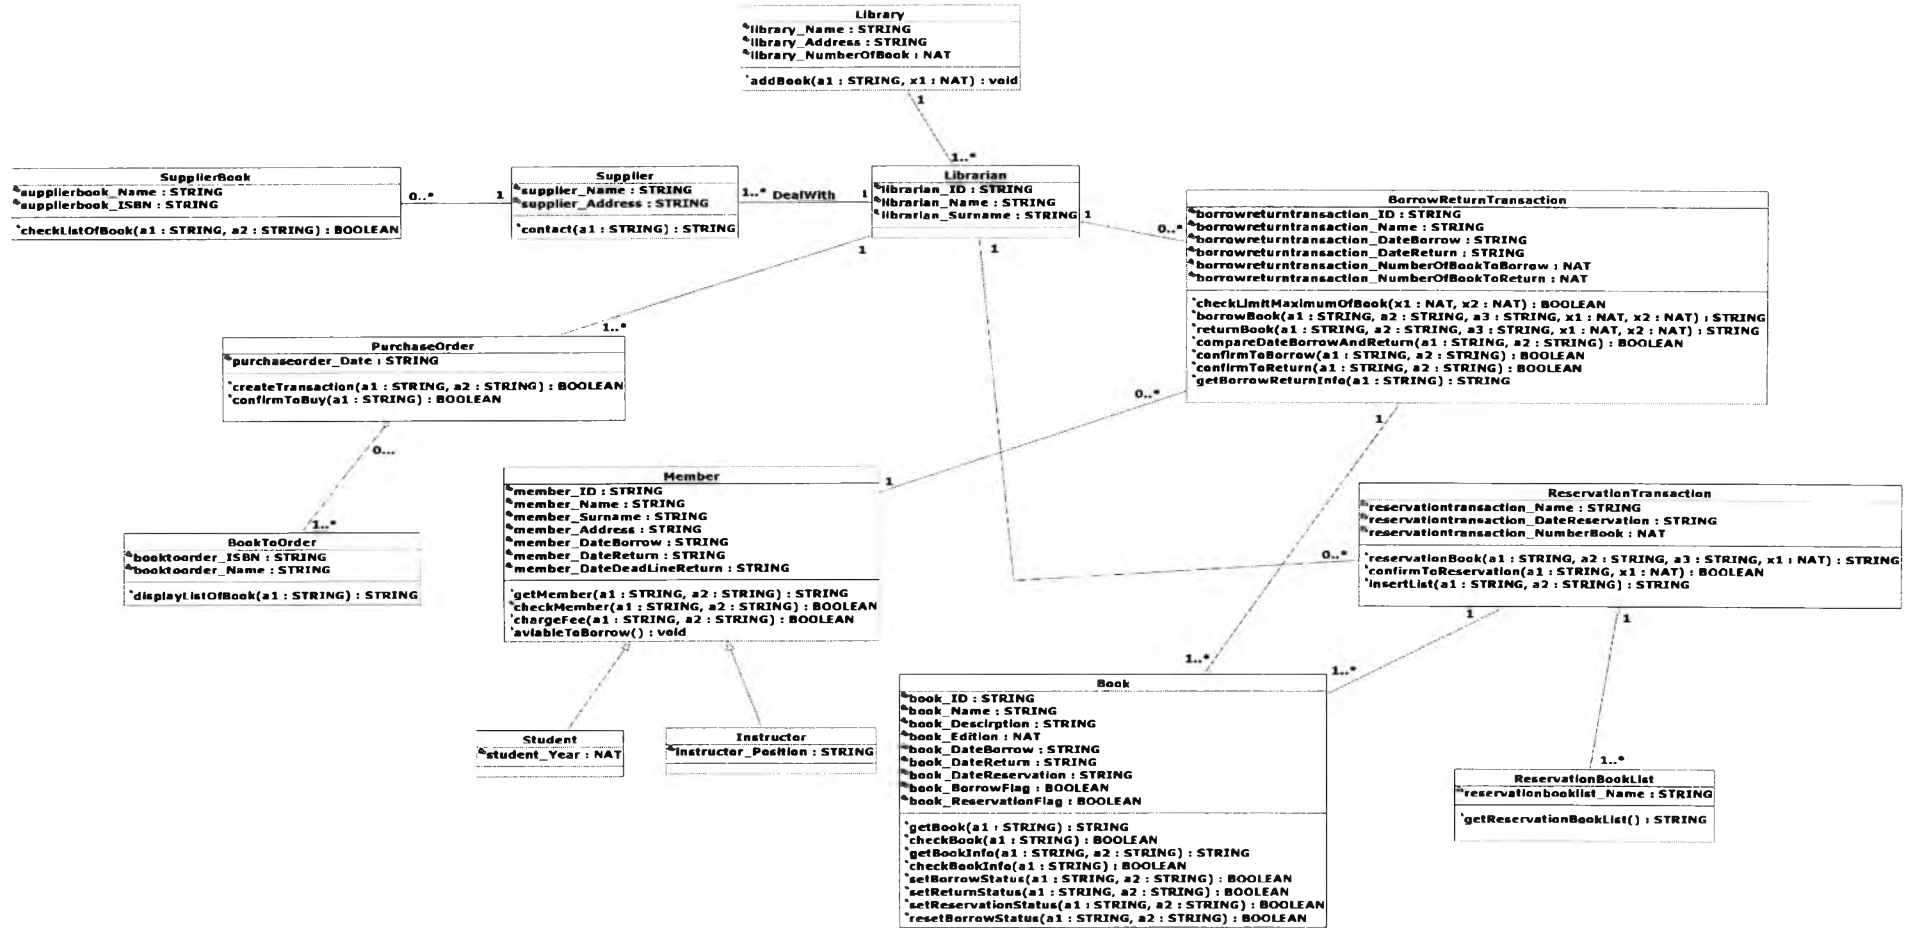 Library
library_Name : STRING
library_Address : STRING
library_NumberOfBook : NAT
addBook(a1 : STRING, x1 : NAT) : void
1
1..*
SupplierBook
supplierbook_Name : STRING
supplierbook_ISBN : STRING
checkListOfBook(a1 : STRING, a2 : STRING) : BOOLEAN
0..*
1
Supplier
supplier_Name : STRING
supplier_Address : STRING
contact(a1 : STRING) : STRING
1..* DealWith 1
Librarian
librarian_ID : STRING
librarian_Name : STRING
librarian_Surname : STRING
1
0..*
1
1
BorrowReturnTransaction
borrowreturntransaction_ID : STRING
borrowreturntransaction_Name : STRING
borrowreturntransaction_DateBorrow : STRING
borrowreturntransaction_DateReturn : STRING
borrowreturntransaction_NumberOfBookToBorrow : NAT
borrowreturntransaction_NumberOfBookToReturn : NAT
checkLimitMaximumOfBook(x1 : NAT, x2 : NAT) : BOOLEAN
borrowBook(a1 : STRING, a2 : STRING, a3 : STRING, x1 : NAT, x2 : NAT) : STRING
returnBook(a1 : STRING, a2 : STRING, a3 : STRING, x1 : NAT, x2 : NAT) : STRING
compareDateBorrowAndReturn(a1 : STRING, a2 : STRING) : BOOLEAN
confirmToBorrow(a1 : STRING, a2 : STRING) : BOOLEAN
confirmToReturn(a1 : STRING, a2 : STRING) : BOOLEAN
getBorrowReturnInfo(a1 : STRING) : STRING
1..*
PurchaseOrder
purchaseorder_Date : STRING
createTransaction(a1 : STRING, a2 : STRING) : BOOLEAN
confirmToBuy(a1 : STRING) : BOOLEAN
0...
1..*
BookToOrder
booktoorder_ISBN : STRING
booktoorder_Name : STRING
displayListOfBook(a1 : STRING) : STRING
0..*
1
1
Member
member_ID : STRING
member_Name : STRING
member_Surname : STRING
member_Address : STRING
member_DateBorrow : STRING
member_DateReturn : STRING
member_DateDeadLineReturn : STRING
getMember(a1 : STRING, a2 : STRING) : STRING
checkMember(a1 : STRING, a2 : STRING) : BOOLEAN
chargeFee(a1 : STRING, a2 : STRING) : BOOLEAN
aviableToBorrow() : void
ReservationTransaction
reservationtransaction_Name : STRING
reservationtransaction_DateReservation : STRING
reservationtransaction_NumberBook : NAT
reservationBook(a1 : STRING, a2 : STRING, a3 : STRING, x1 : NAT) : STRING
confirmToReservation(a1 : STRING, x1 : NAT) : BOOLEAN
insertList(a1 : STRING, a2 : STRING) : STRING
0..*
1
1
1..*
1..*
1..*
Student
student_Year : NAT
Instructor
instructor_Position : STRING
Book
book_ID : STRING
book_Name : STRING
book_Descirption : STRING
book_Edition : NAT
book_DateBorrow : STRING
book_DateReturn : STRING
book_DateReservation : STRING
book_BorrowFlag : BOOLEAN
book_ReservationFlag : BOOLEAN
getBook(a1 : STRING) : STRING
checkBook(a1 : STRING) : BOOLEAN
getBookInfo(a1 : STRING, a2 : STRING) : STRING
checkBookInfo(a1 : STRING) : BOOLEAN
setBorrowStatus(a1 : STRING, a2 : STRING) : BOOLEAN
setReturnStatus(a1 : STRING, a2 : STRING) : BOOLEAN
setReservationStatus(a1 : STRING, a2 : STRING) : BOOLEAN
resetBorrowStatus(a1 : STRING, a2 : STRING) : BOOLEAN
ReservationBookList
reservationbooklist_Name : STRING
getReservationBookList() : STRING